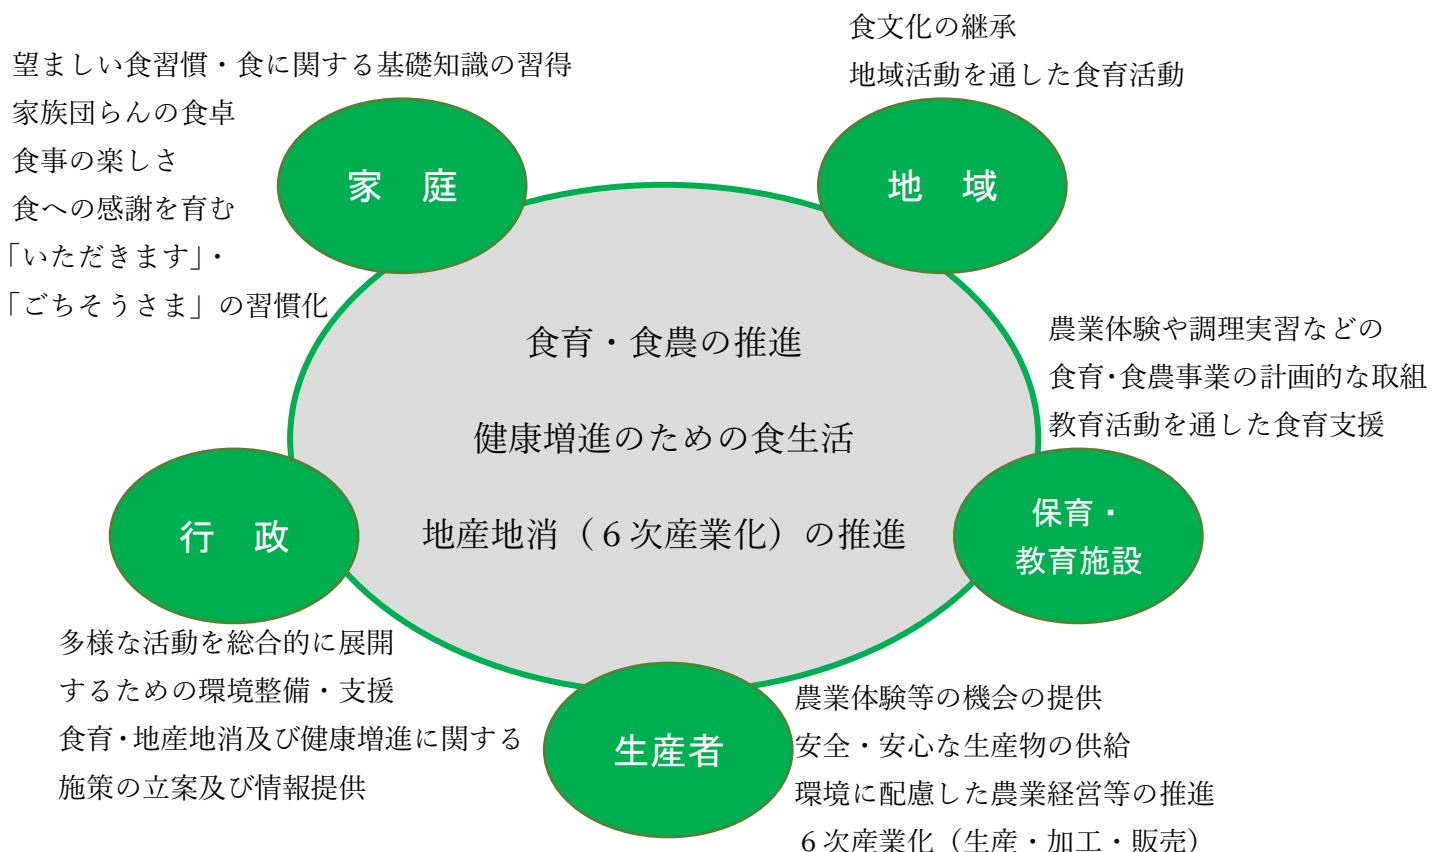 望ましい食習慣・食に関する基礎知識の習得
家族団らんの食卓
食事の楽しさ
食への感謝を育む
「いただきます」・
「ごちそうさま」の習慣化
家　庭
食文化の継承
地域活動を通した食育活動
地　域
食育・食農の推進
健康増進のための食生活
地産地消（６次産業化）の推進
農業体験や調理実習などの
食育・食農事業の計画的な取組
教育活動を通した食育支援
保育・
教育施設
行　政
多様な活動を総合的に展開
するための環境整備・支援
食育・地産地消及び健康増進に関する
施策の立案及び情報提供
生産者
農業体験等の機会の提供
安全・安心な生産物の供給
環境に配慮した農業経営等の推進
６次産業化（生産・加工・販売）